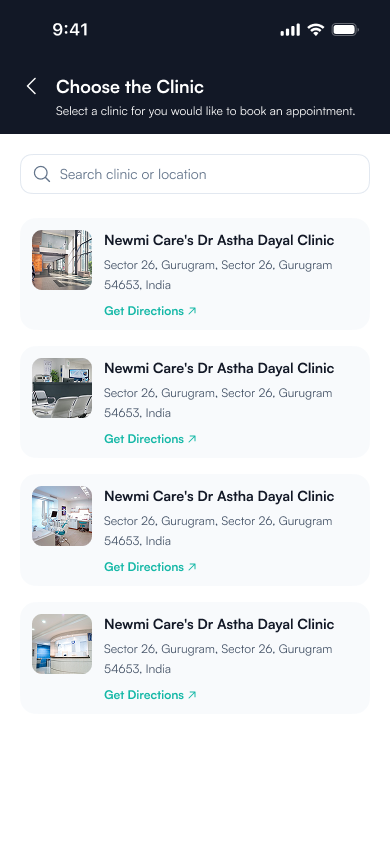 9:41
Choose the Clinic
Select a clinic for you would like to book an appointment.
Search clinic or location
Newmi Care's Dr Astha Dayal Clinic
Sector 26, Gurugram, Sector 26, Gurugram
54653, India
Get Directions ↗
Newmi Care's Dr Astha Dayal Clinic
Sector 26, Gurugram, Sector 26, Gurugram
54653, India
Get Directions ↗
Newmi Care's Dr Astha Dayal Clinic
Sector 26, Gurugram, Sector 26, Gurugram
54653, India
Get Directions ↗
Newmi Care's Dr Astha Dayal Clinic
Sector 26, Gurugram, Sector 26, Gurugram
54653, India
Get Directions ↗